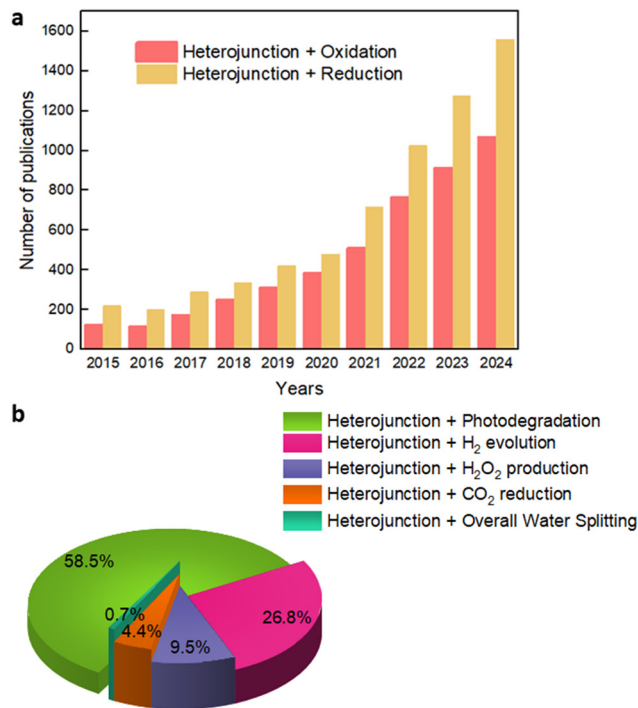 a
1600
1400
1200
1000
800
600
400
200
0
Number of publications
Heterojunction + Oxidation
Heterojunction + Reduction
2015 2016 2017 2018 2019 2020 2021 2022 2023 2024
Years
b
Heterojunction + Photodegradation
Heterojunction + H₂ evolution
Heterojunction + H₂O₂ production
Heterojunction + CO₂ reduction
Heterojunction + Overall Water Splitting
58.5%
26.8%
0.7%
4.4%
9.5%